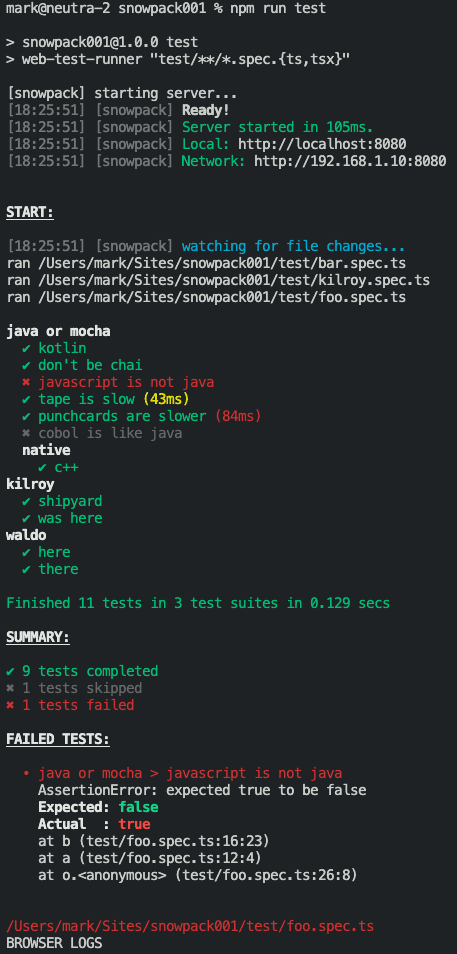 mark@neutra-2 snowpack001 % npm run test
> snowpack001@1.0.0 test
> web-test-runner "test/**/*.spec.{ts,tsx}"
[snowpack] starting server...
[18:25:51] [snowpack] Ready!
[18:25:51] [snowpack] Server started in 105ms.
[18:25:51] [snowpack] Local: http://localhost:8080
[18:25:51] [snowpack] Network: http://192.168.1.10:8080
START:
[18:25:51] [snowpack] watching for file changes...
ran /Users/mark/Sites/snowpack001/test/bar.spec.ts
ran /Users/mark/Sites/snowpack001/test/kilroy.spec.ts
ran /Users/mark/Sites/snowpack001/test/foo.spec.ts
java or mocha
✔ kotlin
✔ don't be chai
✖ javascript is not java
✔ tape is slow (43ms)
✔ punchcards are slower (84ms)
✖ cobol is like java
native
✔ c++
kilroy
✔ shipyard
✔ was here
waldo
✔ here
✔ there
Finished 11 tests in 3 test suites in 0.129 secs
SUMMARY:
✔ 9 tests completed
✖ 1 tests skipped
✖ 1 tests failed
FAILED TESTS:
• java or mocha > javascript is not java
AssertionError: expected true to be false
Expected: false
Actual  : true
at b (test/foo.spec.ts:16:23)
at a (test/foo.spec.ts:12:4)
at o.<anonymous> (test/foo.spec.ts:26:8)
/Users/mark/Sites/snowpack001/test/foo.spec.ts
BROWSER LOGS